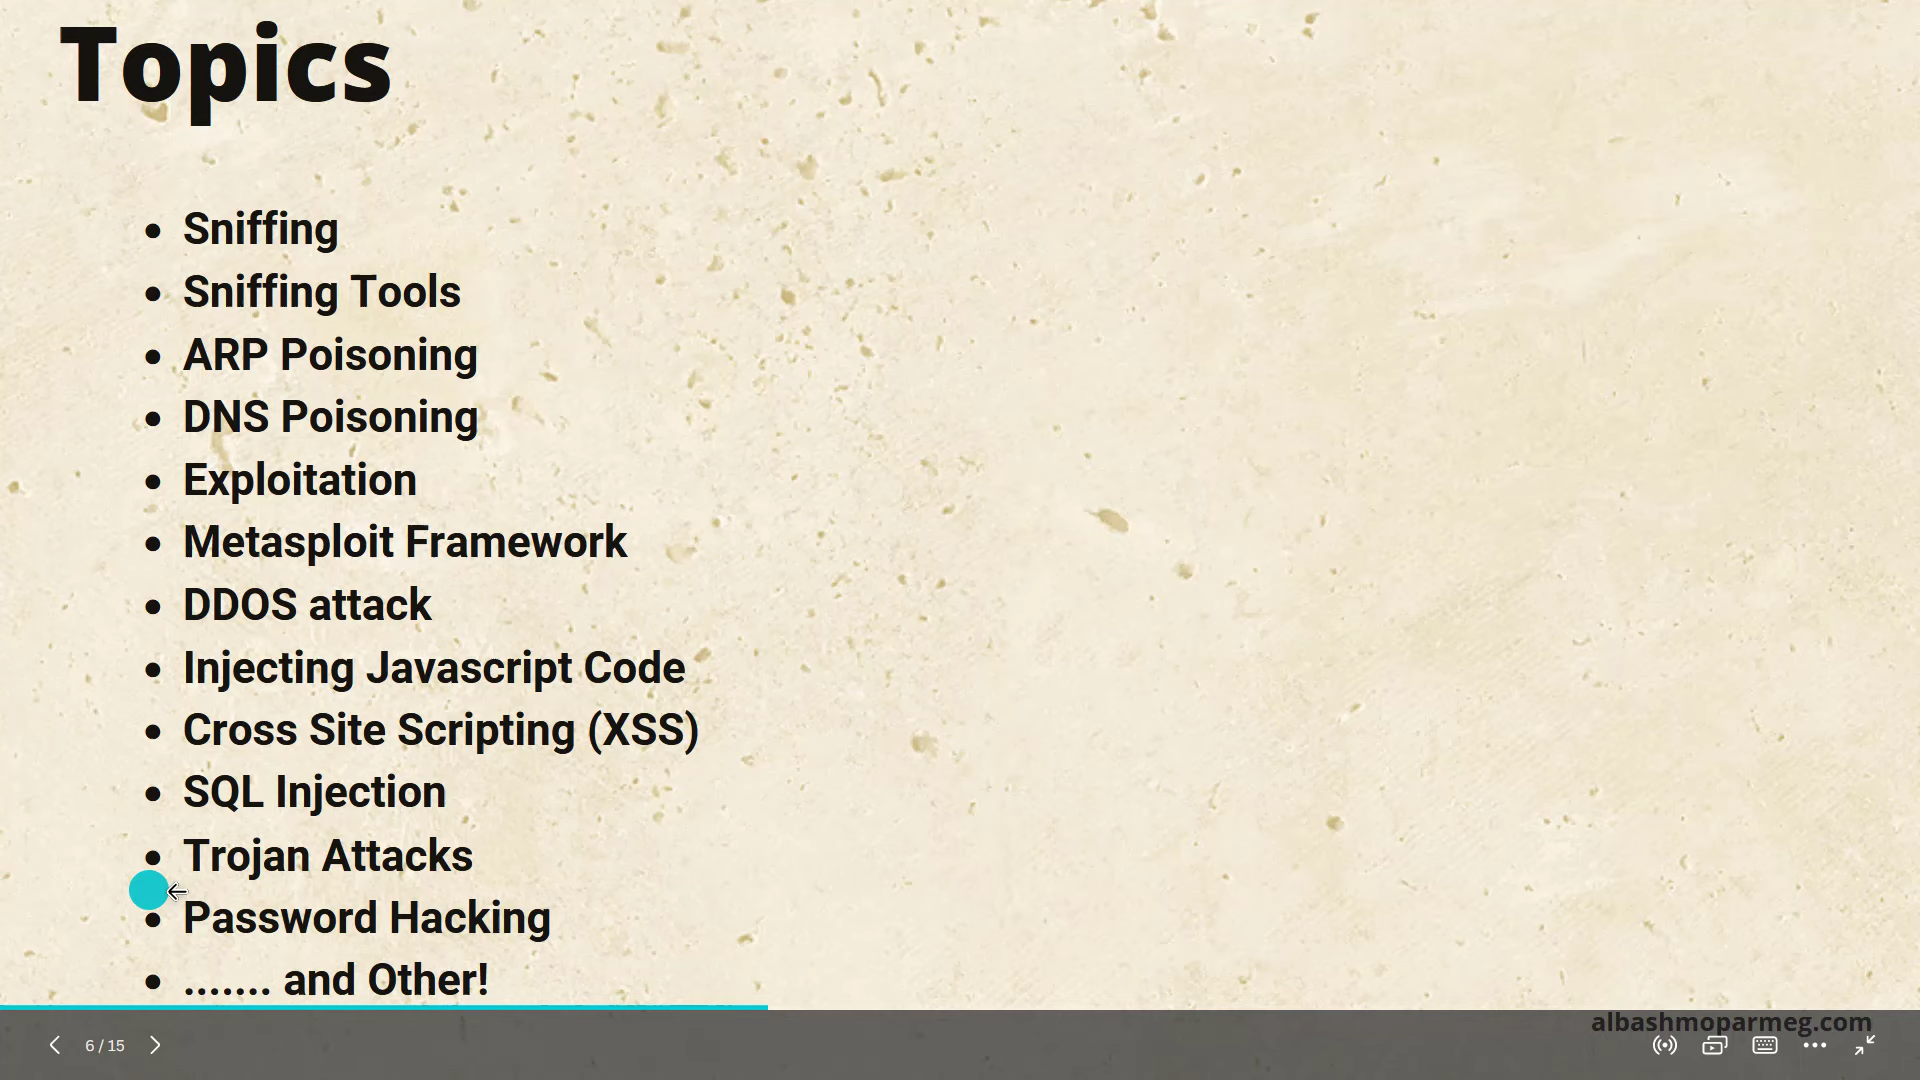 Topics
• Sniffing
• Sniffing Tools
• ARP Poisoning
• DNS Poisoning
• Exploitation
• Metasploit Framework
• DDOS attack
• Injecting Javascript Code
• Cross Site Scripting (XSS)
• SQL Injection
• Trojan Attacks
• Password Hacking
• ....... and Other!
albashmoparmeg.com
6 / 15